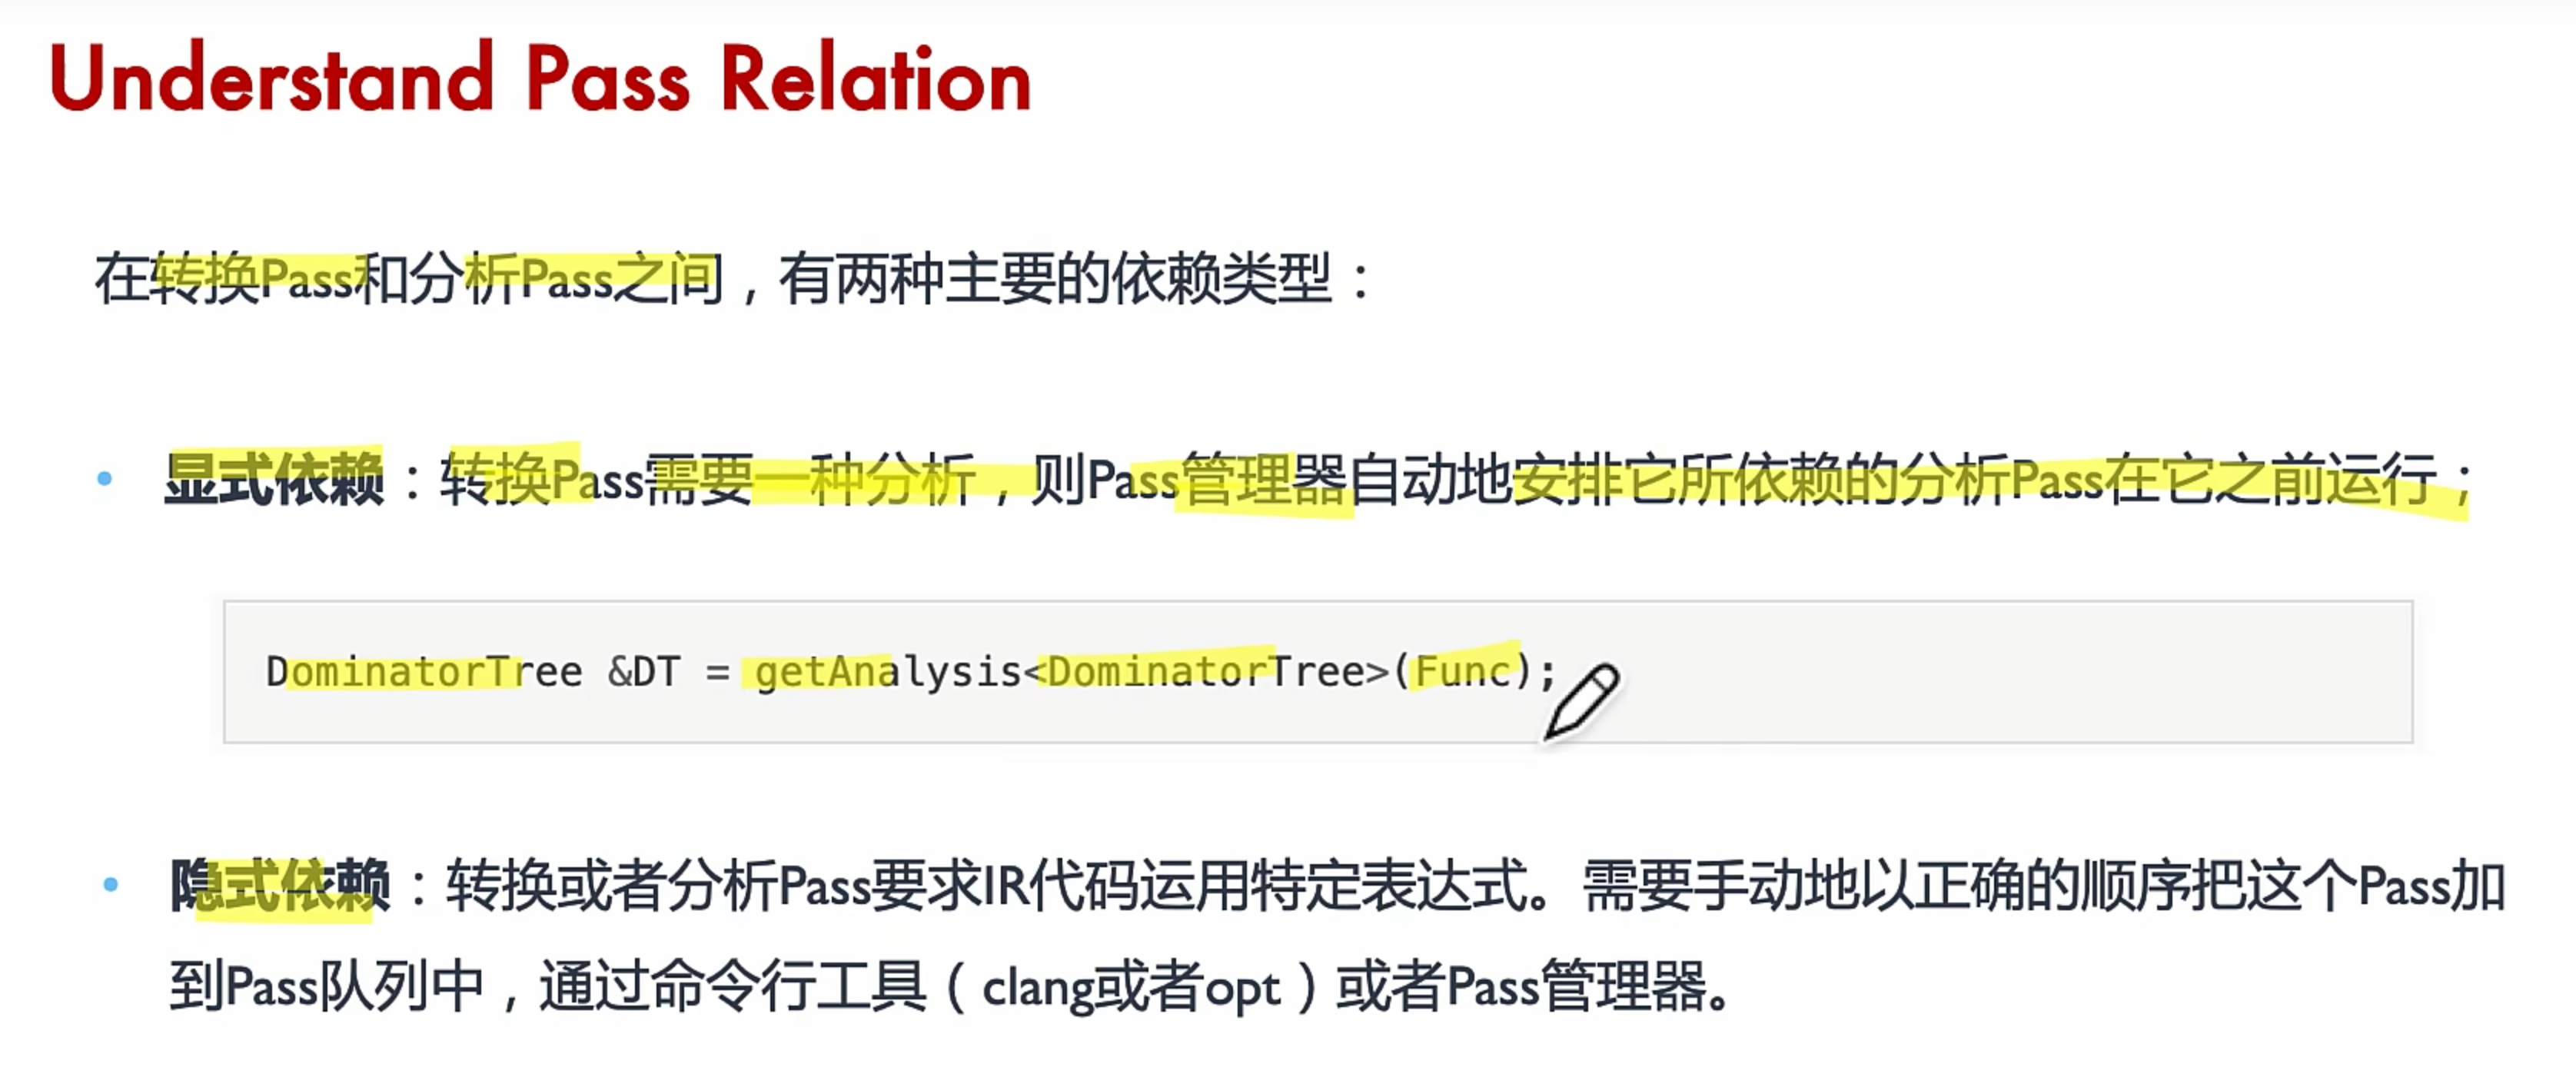 Understand Pass Relation
在转换Pass和分析Pass之间，有两种主要的依赖类型：
• 显式依赖：转换Pass需要一种分析，则Pass管理器自动地安排它所依赖的分析Pass在它之前运行；
DominatorTree &DT = getAnalysis<DominatorTree>(Func);
• 隐式依赖：转换或者分析Pass要求IR代码运用特定表达式。需要手动地以正确的顺序把这个Pass加
到Pass队列中，通过命令行工具（clang或者opt）或者Pass管理器。